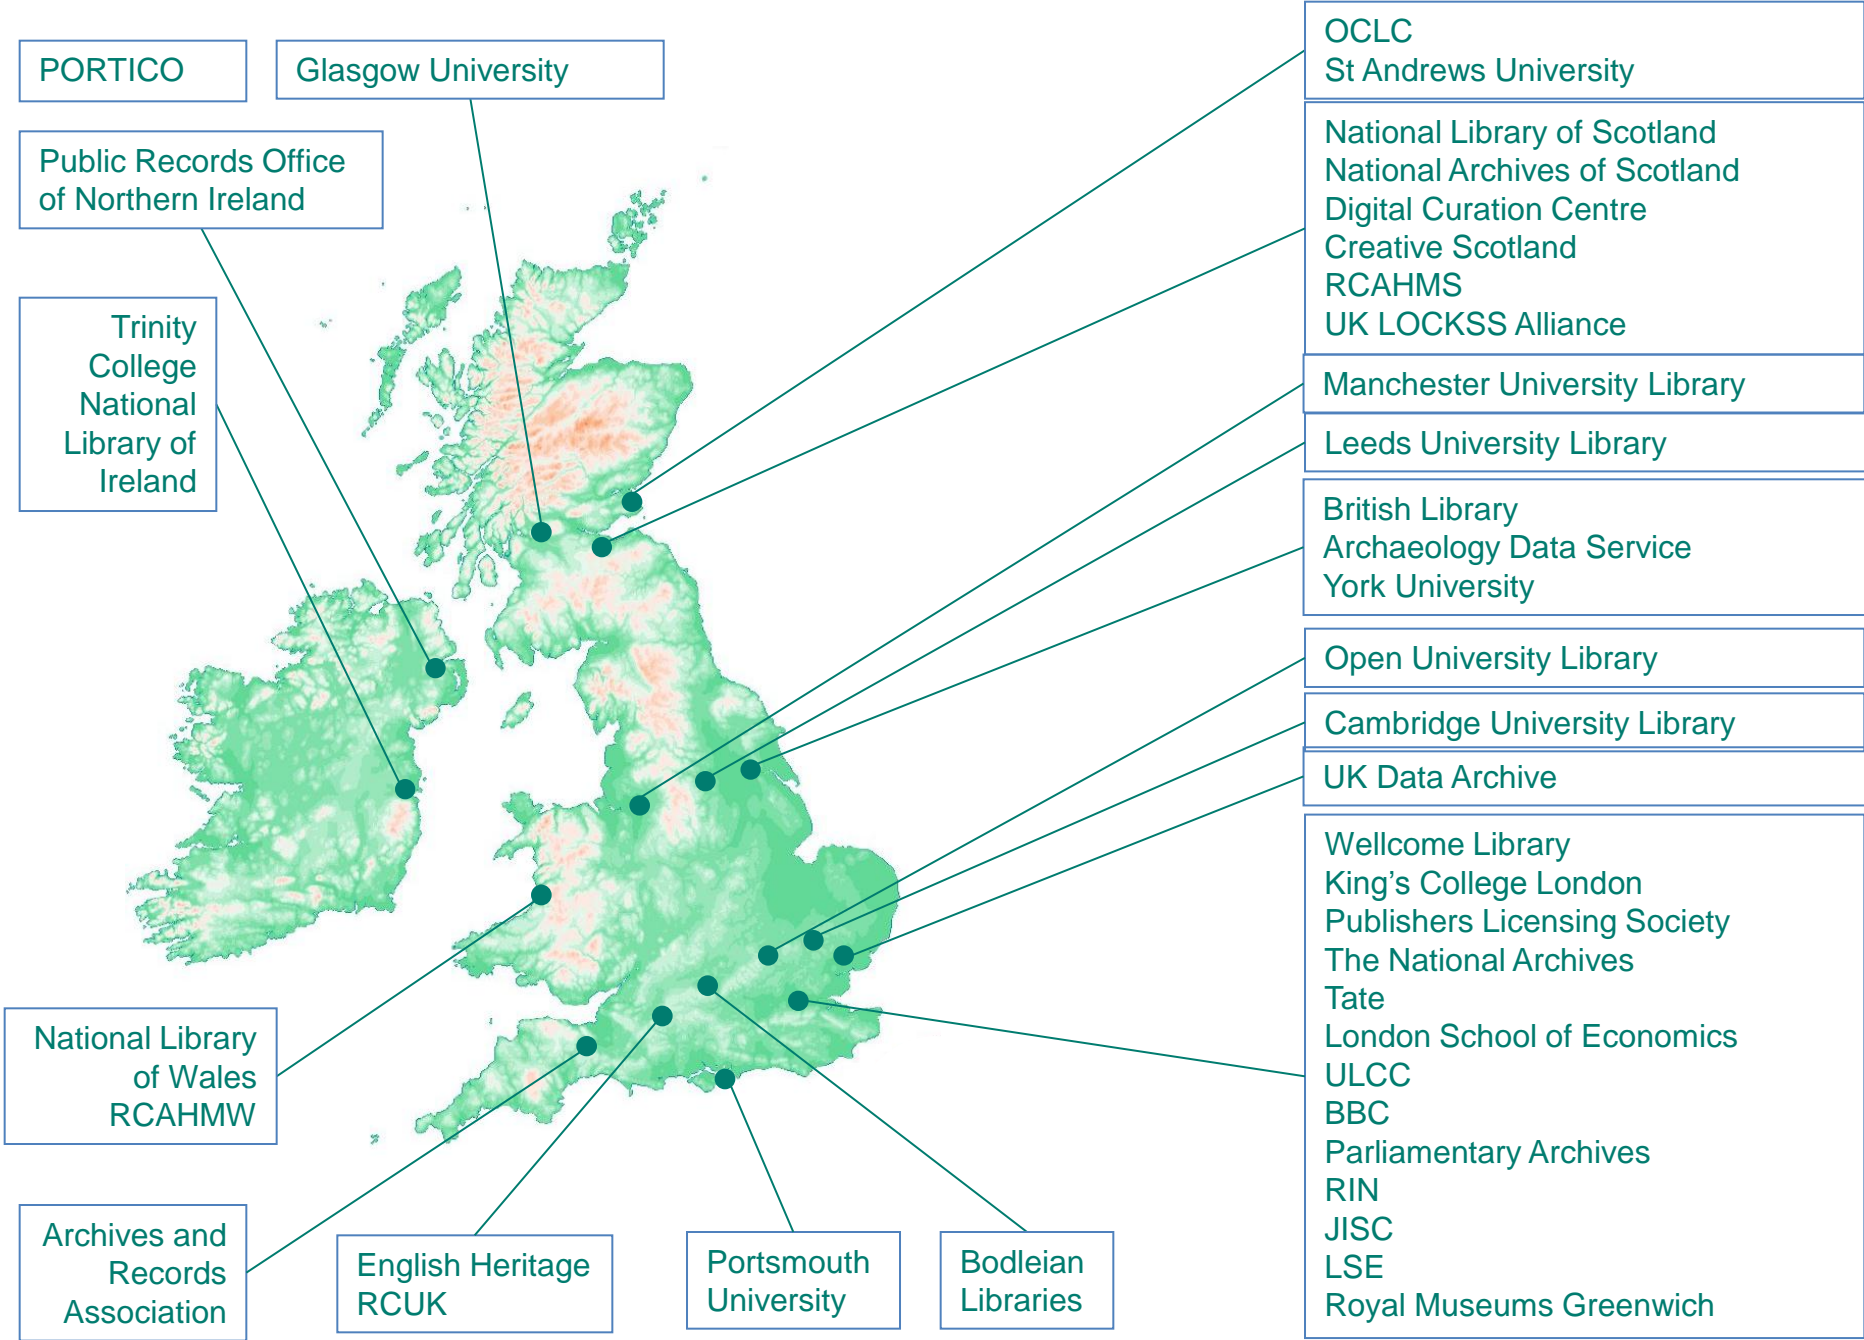 PORTICO
Glasgow University
Public Records Office
of Northern Ireland
Trinity
College
National
Library of
Ireland
National Library
of Wales
RCAHMW
Archives and
Records
Association
English Heritage
RCUK
Portsmouth
University
Bodleian
Libraries
OCLC
St Andrews University
National Library of Scotland
National Archives of Scotland
Digital Curation Centre
Creative Scotland
RCAHMS
UK LOCKSS Alliance
Manchester University Library
Leeds University Library
British Library
Archaeology Data Service
York University
Open University Library
Cambridge University Library
UK Data Archive
Wellcome Library
King’s College London
Publishers Licensing Society
The National Archives
Tate
London School of Economics
ULCC
BBC
Parliamentary Archives
RIN
JISC
LSE
Royal Museums Greenwich